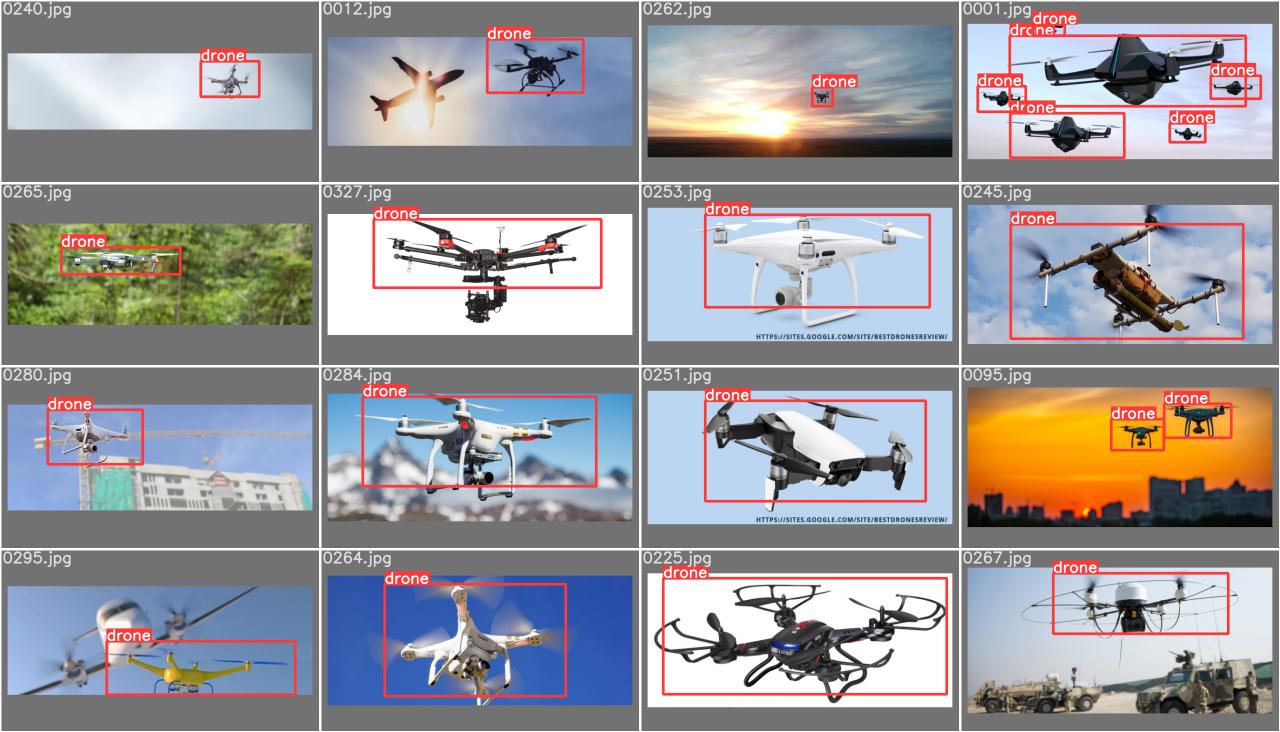 0240.jpg
drone
0012.jpg
drone
0262.jpg
drone
0001.jpg
drone
drone
drone
drone
drone
drone
0265.jpg
drone
0327.jpg
drone
0253.jpg
drone
HTTPS://SITES.GOOGLE.COM/SITE/BESTDRONESREVIEW/
0245.jpg
drone
0280.jpg
drone
0284.jpg
drone
0251.jpg
drone
HTTPS://SITES.GOOGLE.COM/SITE/BESTDRONESREVIEW/
0095.jpg
drone
drone
0295.jpg
drone
0264.jpg
drone
0225.jpg
drone
0267.jpg
drone